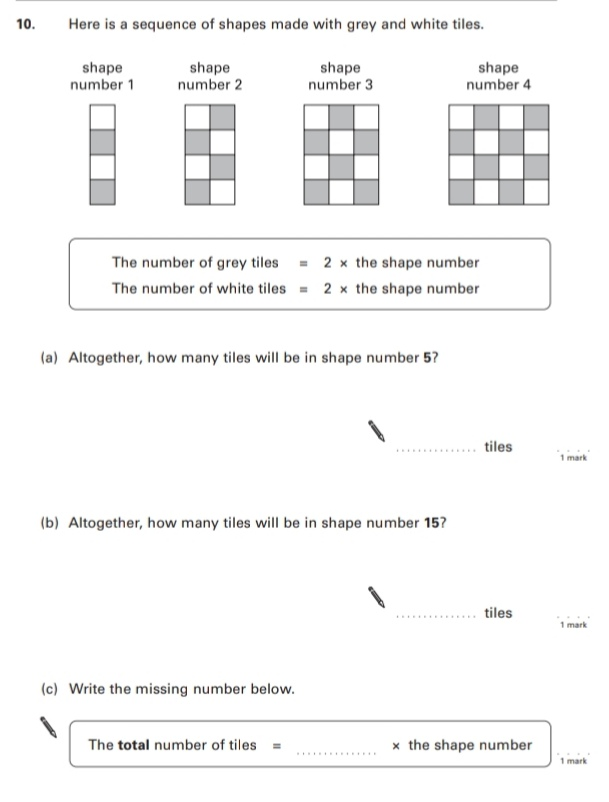 10. Here is a sequence of shapes made with grey and white tiles.
shape number 1
shape number 2
shape number 3
shape number 4
The number of grey tiles = 2 × the shape number
The number of white tiles = 2 × the shape number
(a) Altogether, how many tiles will be in shape number 5?
.............. tiles
1 mark
(b) Altogether, how many tiles will be in shape number 15?
.............. tiles
1 mark
(c) Write the missing number below.
The total number of tiles = .............. × the shape number
1 mark